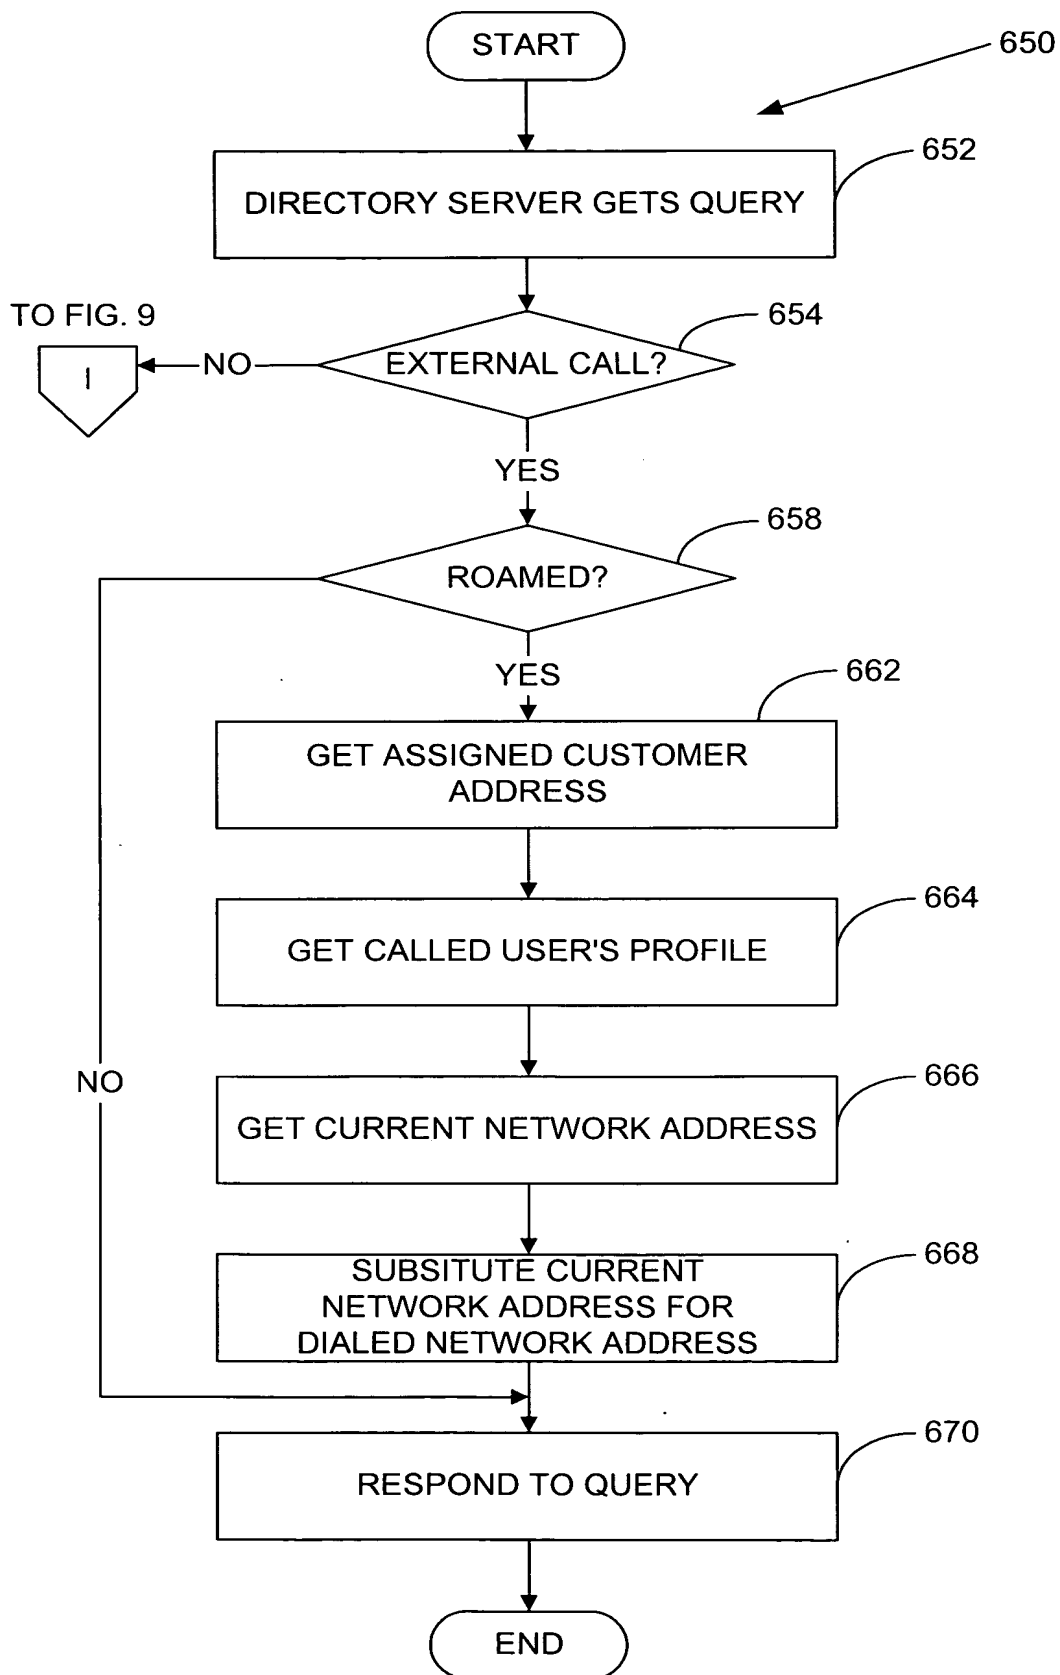 START
650
652
DIRECTORY SERVER GETS QUERY
TO FIG. 9
654
I
NO
EXTERNAL CALL?
YES
658
ROAMED?
YES
662
GET ASSIGNED CUSTOMER
ADDRESS
664
GET CALLED USER'S PROFILE
NO
666
GET CURRENT NETWORK ADDRESS
668
SUBSITUTE CURRENT
NETWORK ADDRESS FOR
DIALED NETWORK ADDRESS
670
RESPOND TO QUERY
END